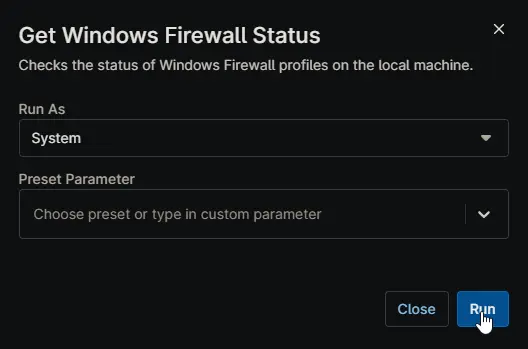 Get Windows Firewall Status
Checks the status of Windows Firewall profiles on the local machine.
Run As
System
Preset Parameter
Choose preset or type in custom parameter
Close
Run